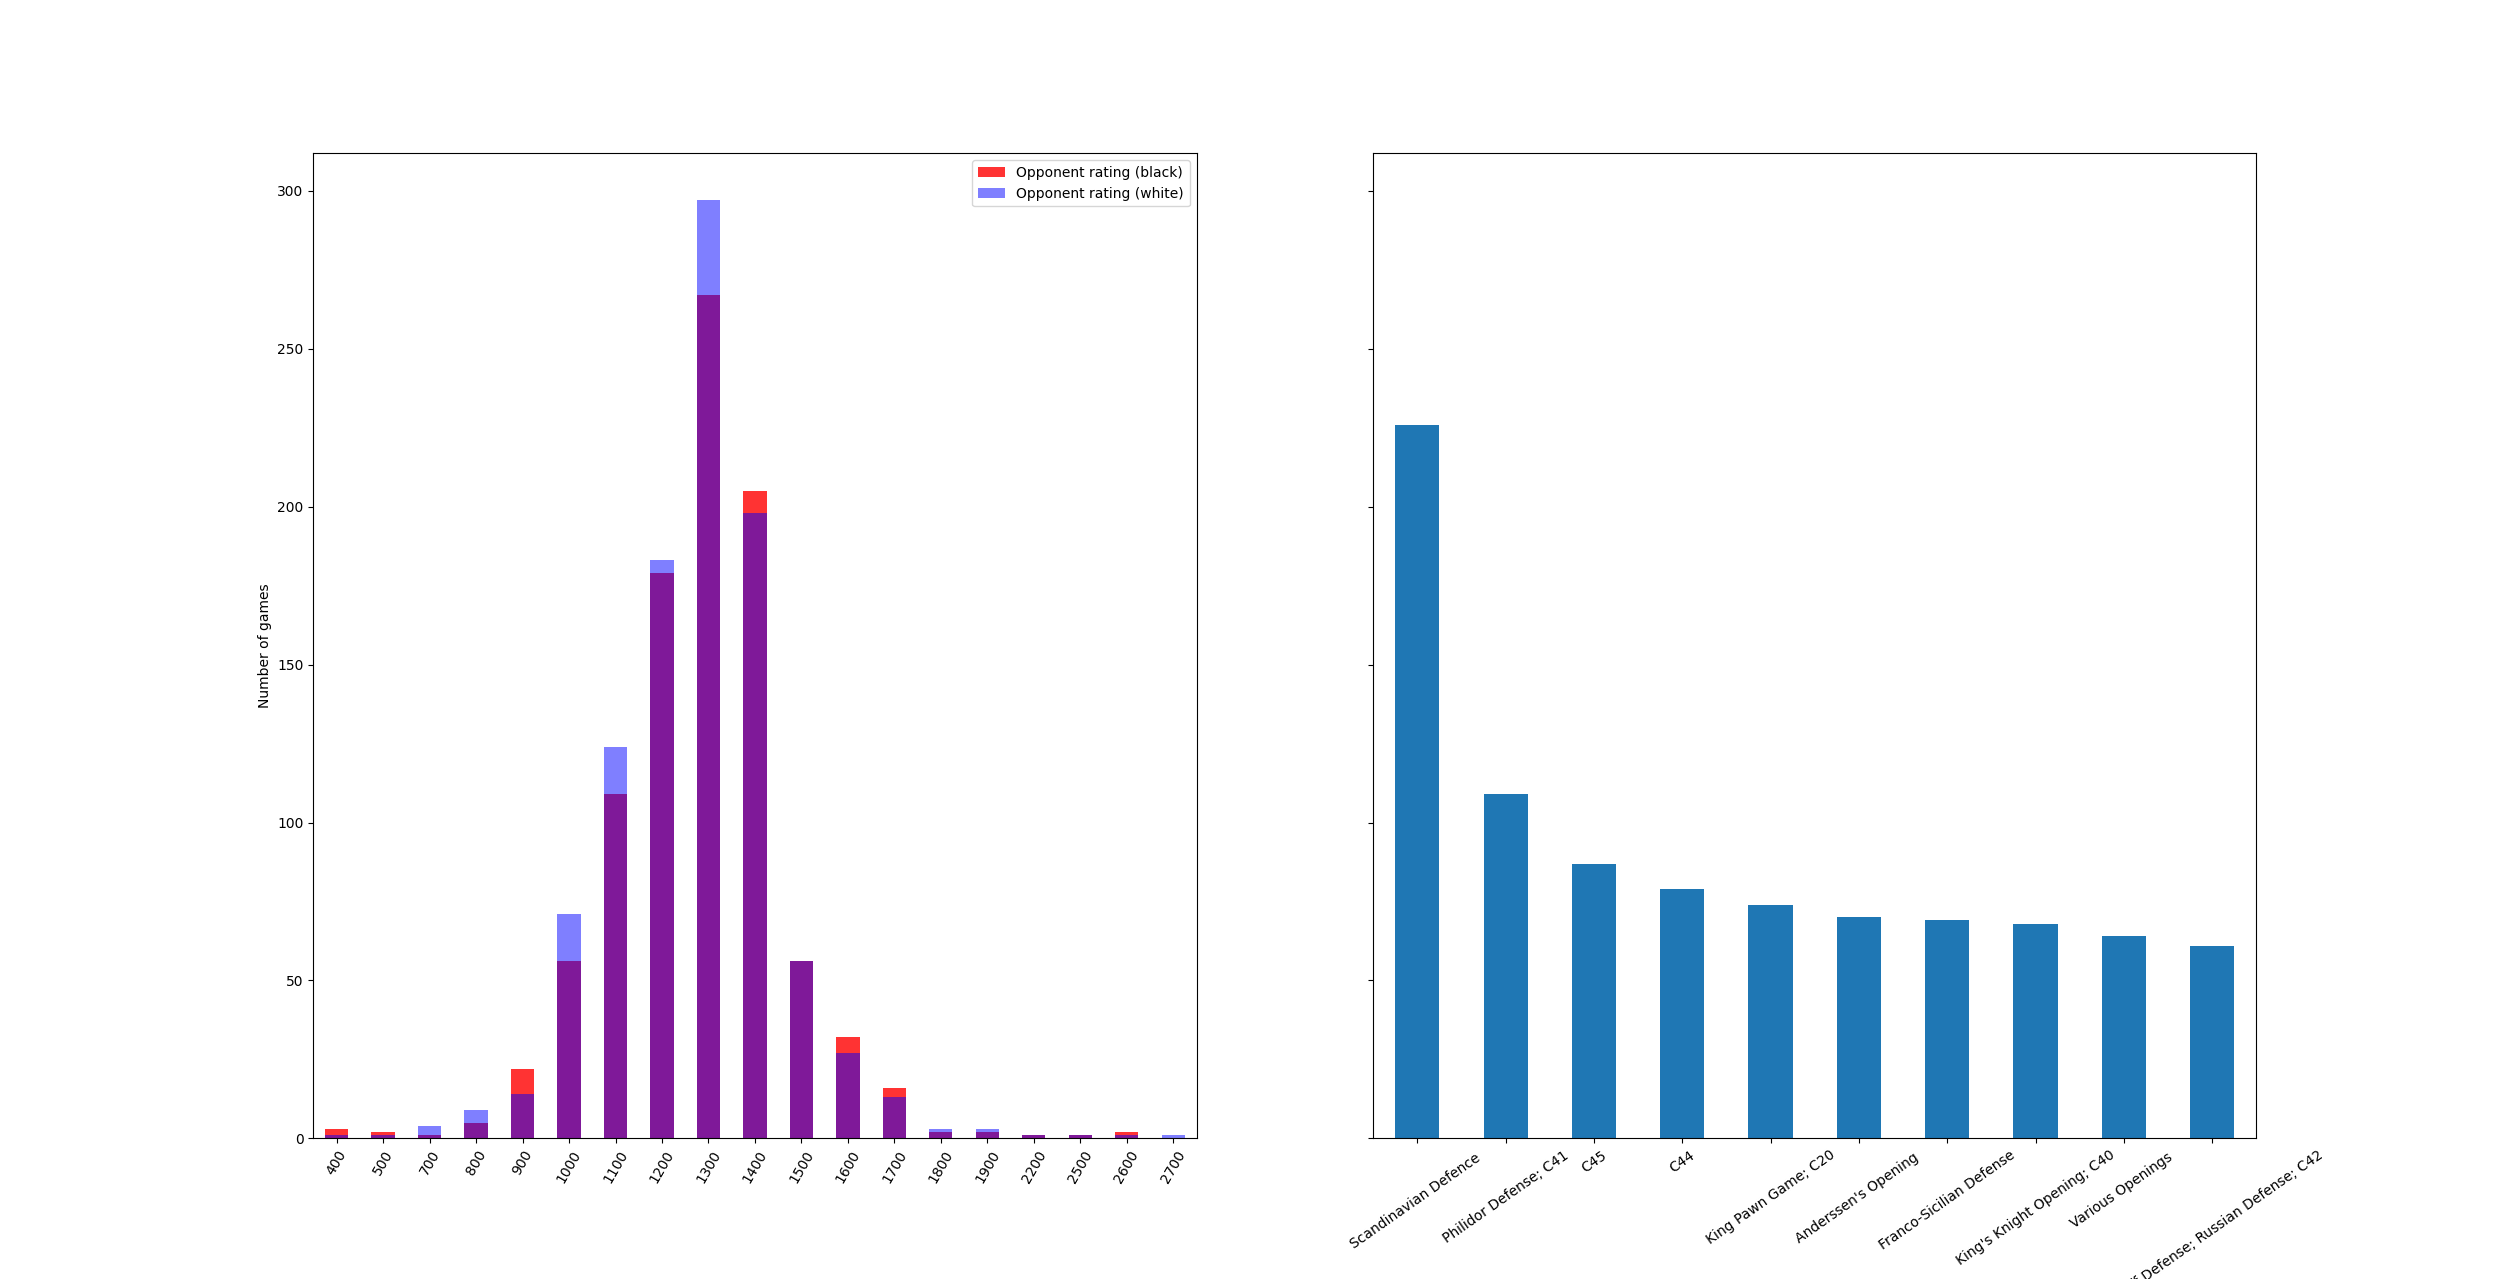 Opponent rating (black)
Opponent rating (white)
300
250
200
150
100
50
0
Number of games
400
500
700
800
900
1000
1100
1200
1300
1400
1500
1600
1700
1800
1900
2200
2500
2600
2700
Scandinavian Defence
Philidor Defense; C41
C45
C44
King Pawn Game; C20
Anderssen's Opening
Franco-Sicilian Defense
King's Knight Opening; C40
Various Openings
Defense; Russian Defense; C42